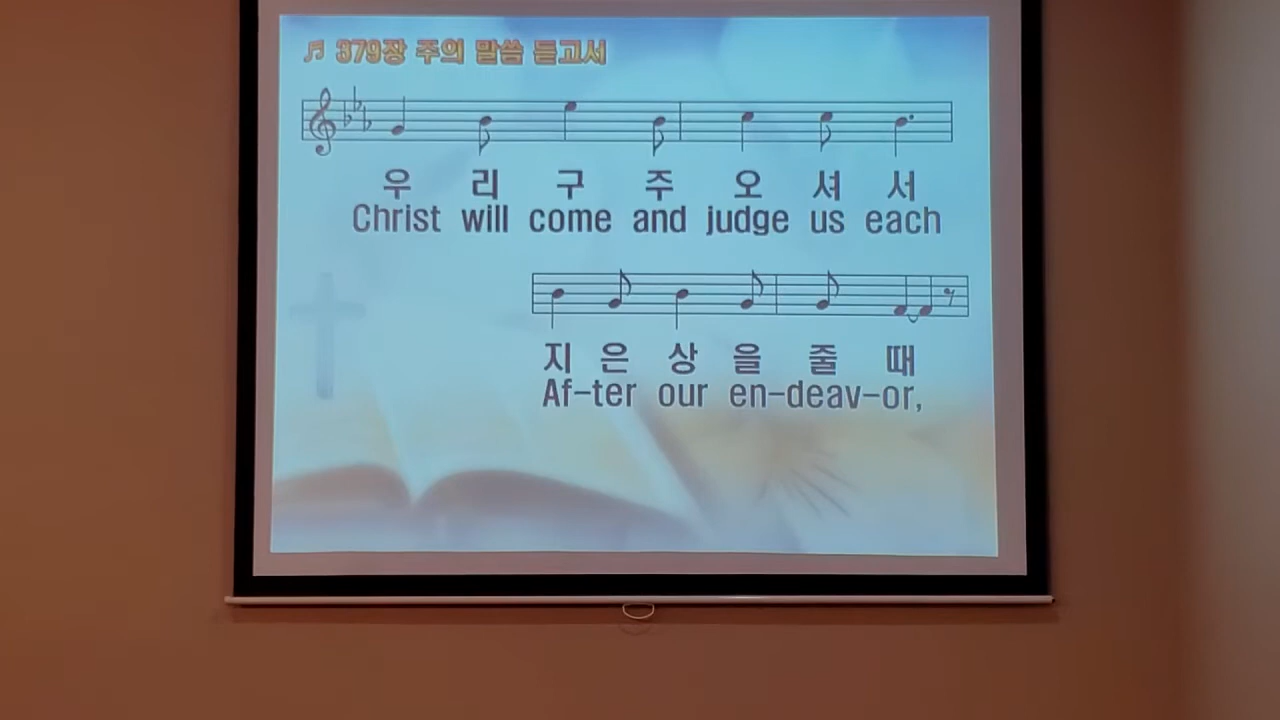 ♬ 379장 주의 말씀 듣고서
우 리 구 주 오 셔 서
Christ will come and judge us each
지 은 상 을 줄 때
Af-ter our en-deav-or,